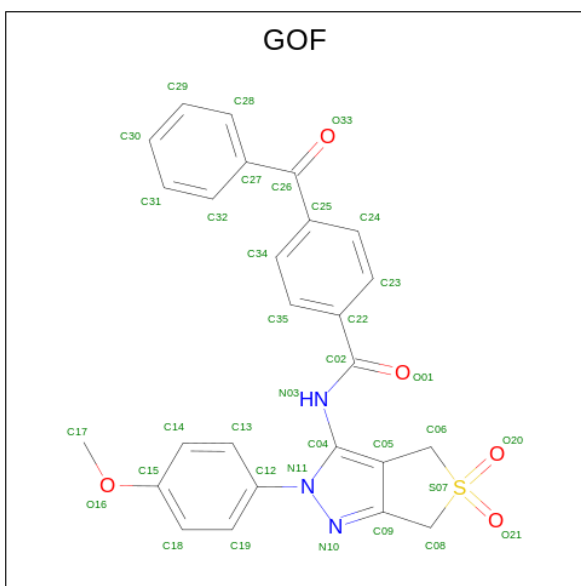 GOF
C29
C28
O33
C30
C27
C26
C31
C32
C25
C24
C34
C23
C35
C22
C02
O
O01
N03
HN
C17
C14
C13
C06
O20
C04
C05
O
C15
C12
N11
N
S07
S
O
O16
N
O
O21
C18
C19
N10
C09
C08
O